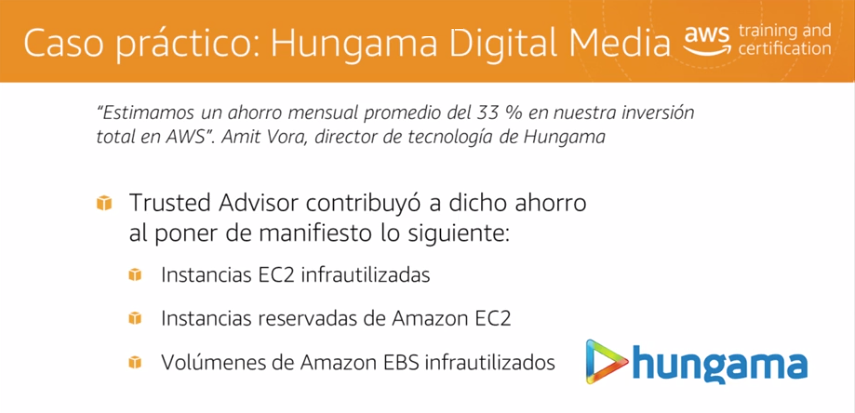 Caso práctico: Hungama Digital Media
aws training and
certification
“Estimamos un ahorro mensual promedio del 33 % en nuestra inversión
total en AWS”. Amit Vora, director de tecnología de Hungama
Trusted Advisor contribuyó a dicho ahorro
al poner de manifiesto lo siguiente:
Instancias EC2 infrautilizadas
Instancias reservadas de Amazon EC2
Volúmenes de Amazon EBS infrautilizados
hungama